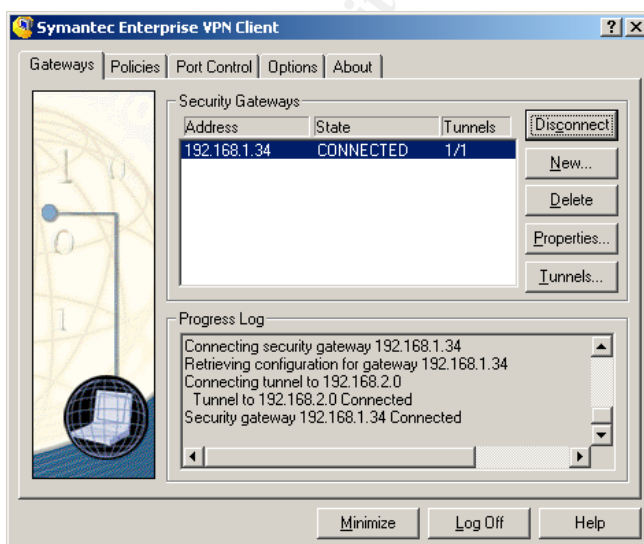 Symantec Enterprise VPN Client
Gateways Policies Port Control Options About
Security Gateways
Address State Tunnels
192.168.1.34 CONNECTED 1/1
Disconnect
New...
Delete
Properties...
Tunnels...
Progress Log
Connecting security gateway 192.168.1.34
Retrieving configuration for gateway 192.168.1.34
Connecting tunnel to 192.168.2.0
Tunnel to 192.168.2.0 Connected
Security gateway 192.168.1.34 Connected
Minimize Log Off Help